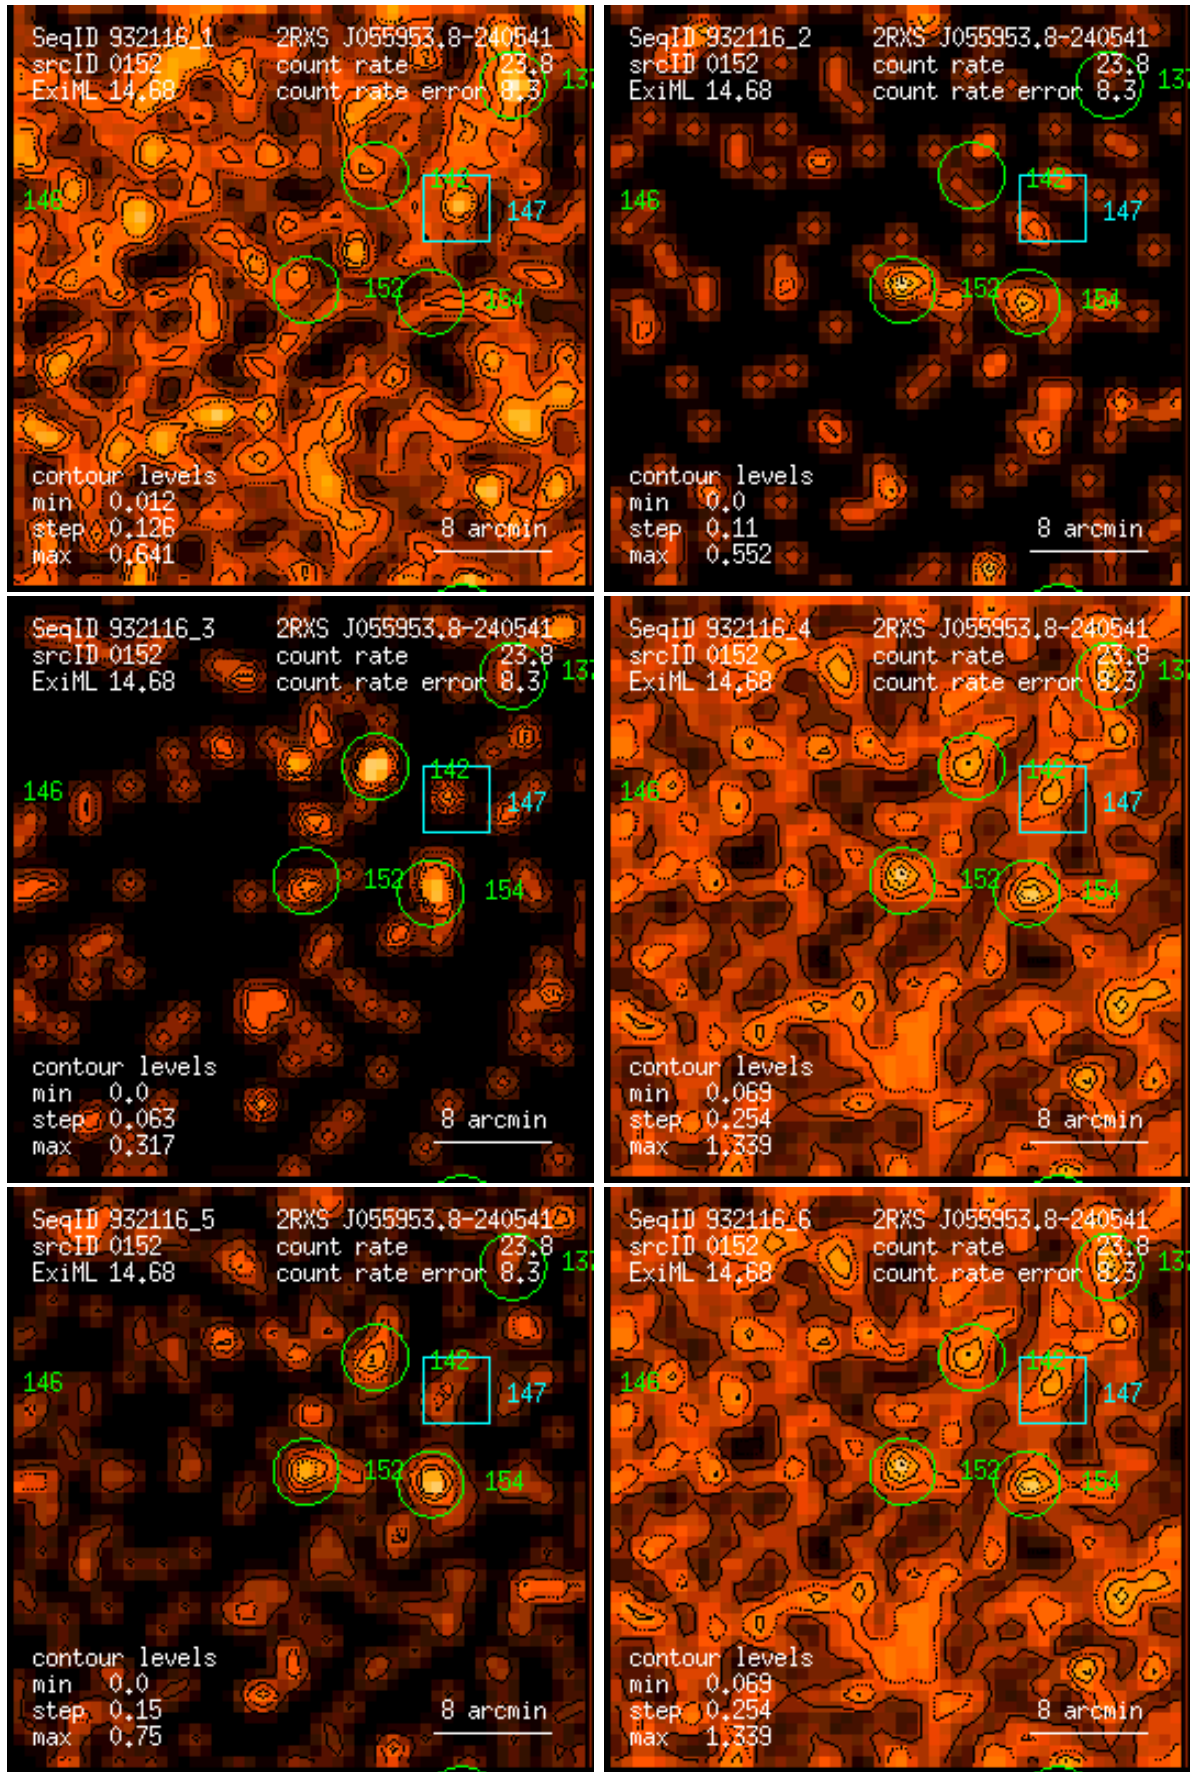 SeqID 932116_1 2RXS J055953.8-240541
srcID 0152 count rate 23.8
ExiML 14.68 count rate error 8.3
137
142
146
147
152
154
contour levels
min 0.012
step 0.126
max 0.641
8 arcmin
SeqID 932116_2 2RXS J055953.8-240541
srcID 0152 count rate 23.8
ExiML 14.68 count rate error 8.3
137
142
146
147
152
154
contour levels
min 0.0
step 0.11
max 0.552
8 arcmin
SeqID 932116_3 2RXS J055953.8-240541
srcID 0152 count rate 23.8
ExiML 14.68 count rate error 8.3
137
142
146
147
152
154
contour levels
min 0.0
step 0.063
max 0.317
8 arcmin
SeqID 932116_4 2RXS J055953.8-240541
srcID 0152 count rate 23.8
ExiML 14.68 count rate error 8.3
137
142
146
147
152
154
contour levels
min 0.069
step 0.254
max 1.339
8 arcmin
SeqID 932116_5 2RXS J055953.8-240541
srcID 0152 count rate 23.8
ExiML 14.68 count rate error 8.3
137
142
146
147
152
154
contour levels
min 0.0
step 0.15
max 0.75
8 arcmin
SeqID 932116_6 2RXS J055953.8-240541
srcID 0152 count rate 23.8
ExiML 14.68 count rate error 8.3
137
142
146
147
152
154
contour levels
min 0.069
step 0.254
max 1.339
8 arcmin